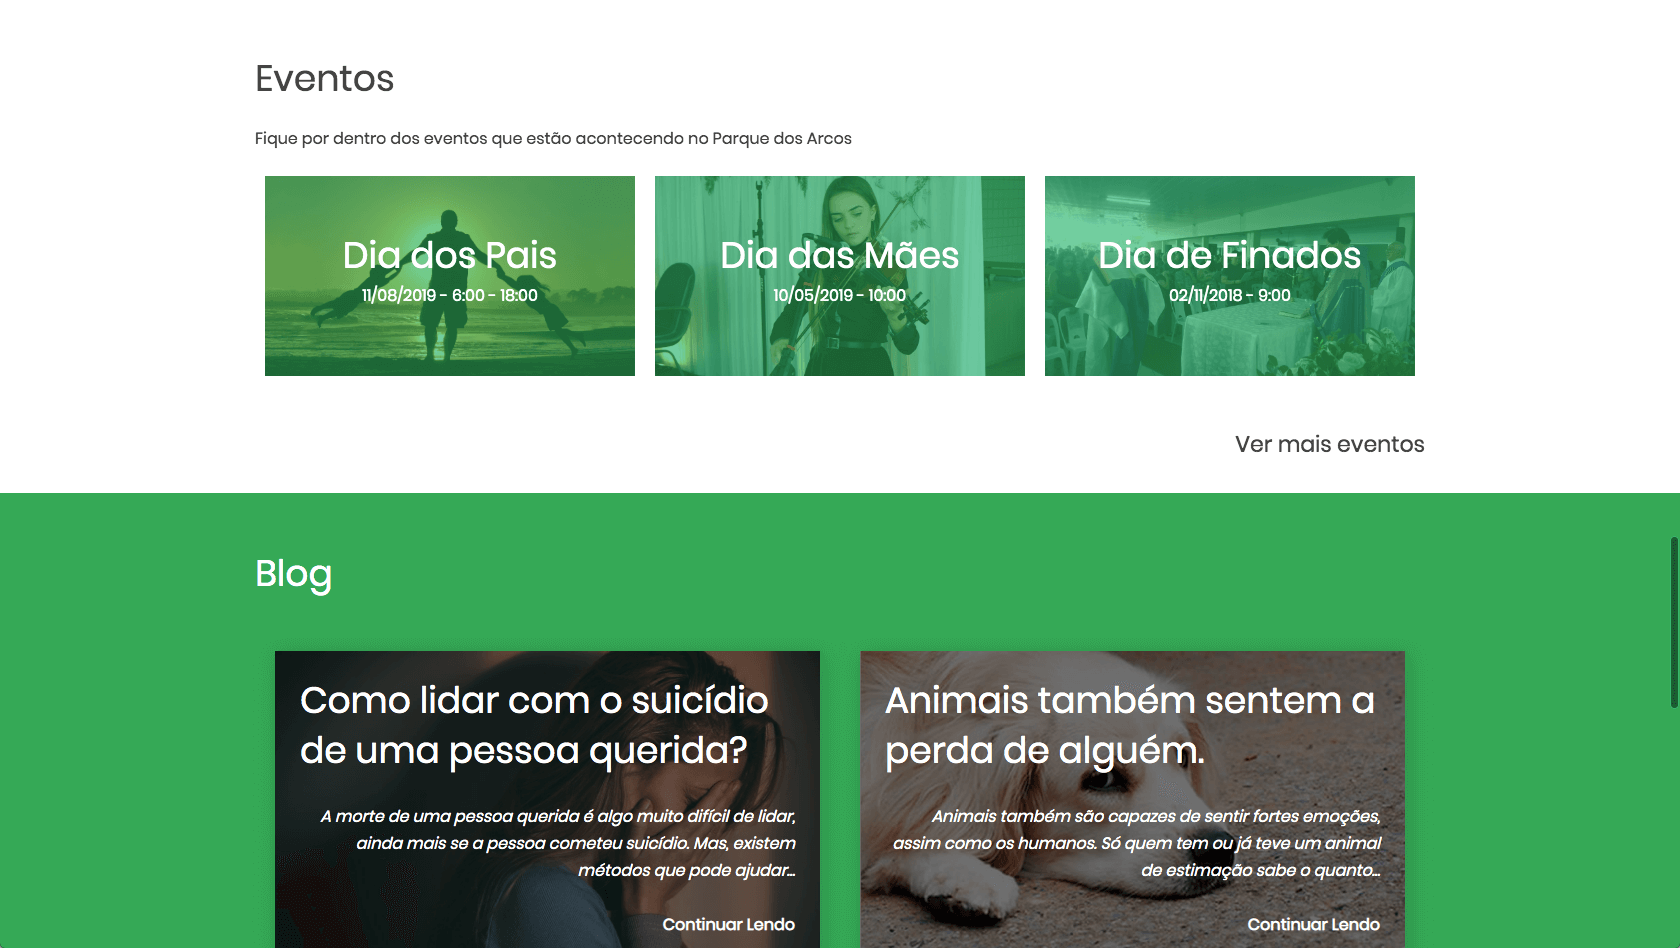 Eventos
Fique por dentro dos eventos que estão acontecendo no Parque dos Arcos
Dia dos Pais
11/08/2019 - 6:00 - 18:00
Dia das Mães
10/05/2019 - 10:00
Dia de Finados
02/11/2018 - 9:00
Ver mais eventos
Blog
Como lidar com o suicídio
de uma pessoa querida?
A morte de uma pessoa querida é algo muito difícil de lidar,
ainda mais se a pessoa cometeu suicídio. Mas, existem
métodos que pode ajudar...
Continuar Lendo
Animais também sentem a
perda de alguém.
Animais também são capazes de sentir fortes emoções,
assim como os humanos. Só quem tem ou já teve um animal
de estimação sabe o quanto...
Continuar Lendo